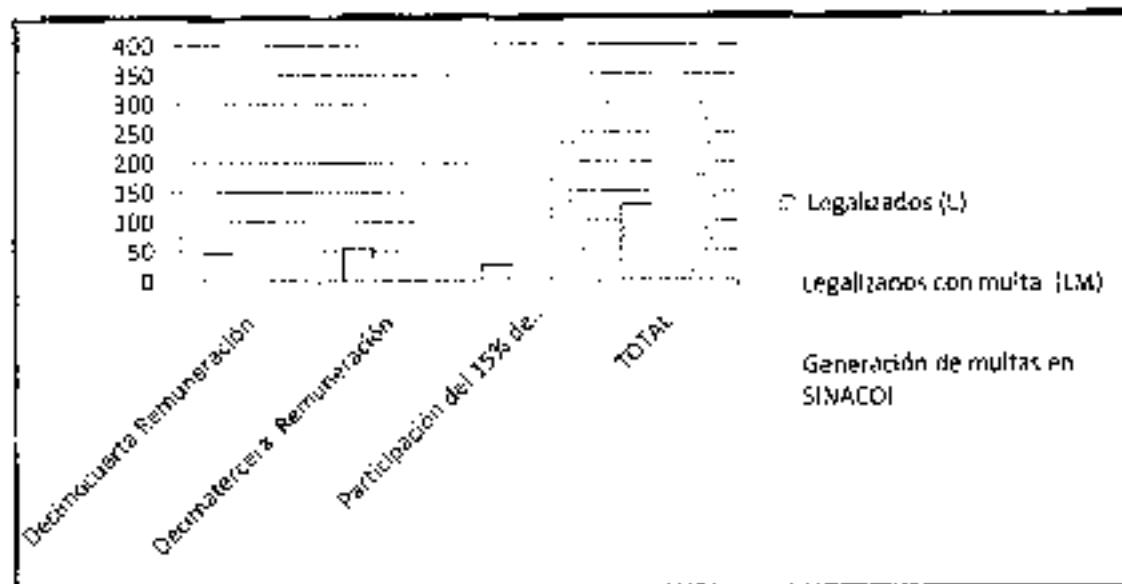 400
350
300
250
200
150
100
50
0
Decimocuarta Remuneración
Decimatercera Remuneración
Participación del 15% de..
TOTAL
Legalizados (L)
Legalizados con multa (LM)
Generación de multas en
SINACOI